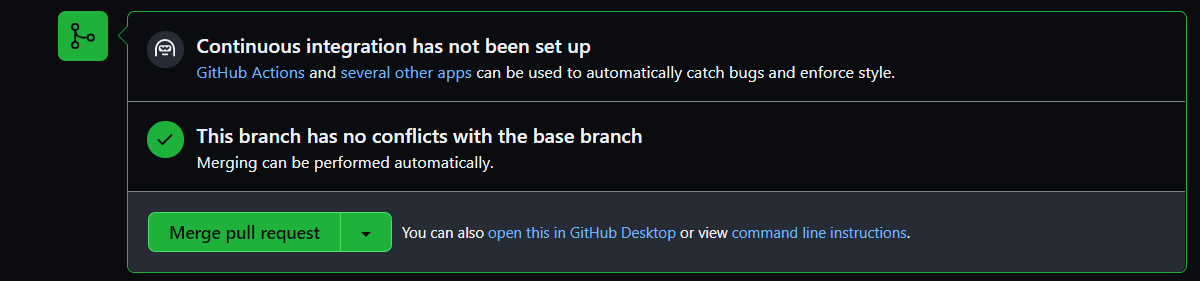 Continuous integration has not been set up
GitHub Actions and several other apps can be used to automatically catch bugs and enforce style.
This branch has no conflicts with the base branch
Merging can be performed automatically.
Merge pull request
You can also open this in GitHub Desktop or view command line instructions.